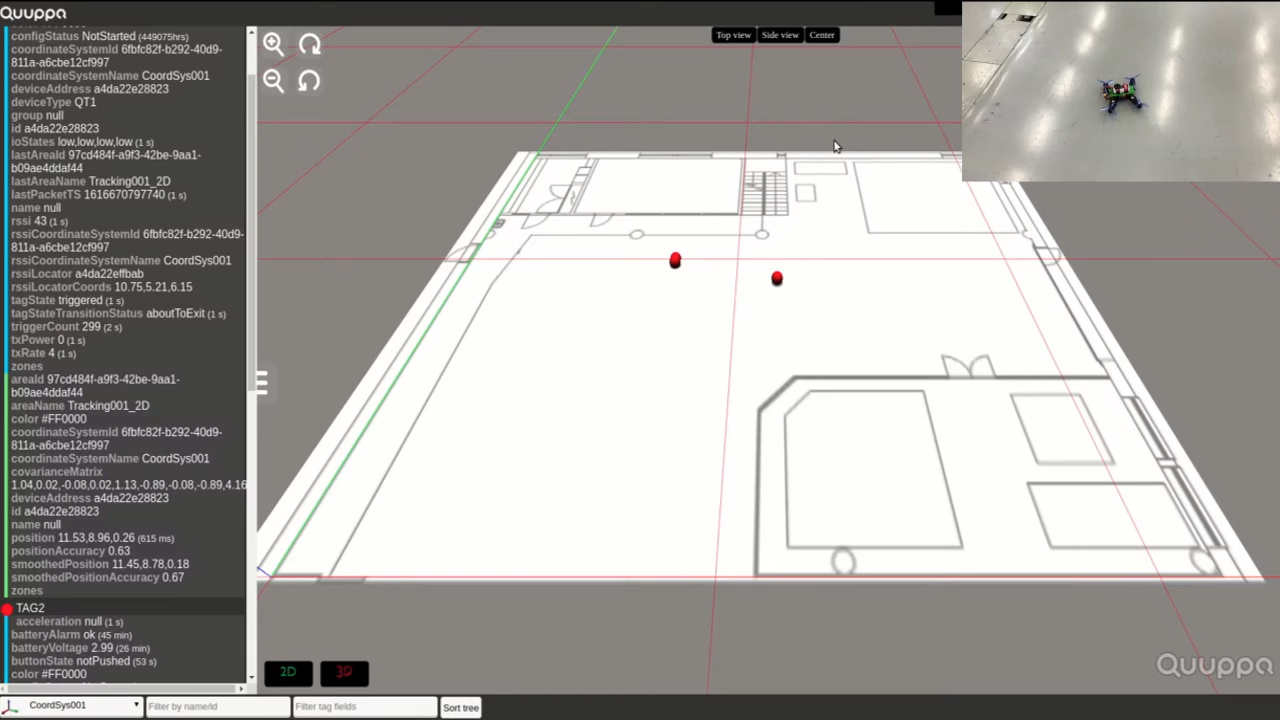 Quuppa
configStatus NotStarted (449075hrs)
coordinateSystemId 6fbfc82f-b292-40d9-
811a-a6cbe12cf997
coordinateSystemName CoordSys001
deviceAddress a4da22e28823
deviceType QT1
group null
id a4da22e28823
ioStates low,low,low,low (1 s)
lastAreaId 97cd484f-a9f3-42be-9aa1-
b09ae4ddaf44
lastAreaName Tracking001_2D
lastPacketTS 1616670797740 (1 s)
name null
rssi 43 (1 s)
rssiCoordinateSystemId 6fbfc82f-b292-40d9-
811a-a6cbe12cf997
rssiCoordinateSystemName CoordSys001
rssiLocator a4da22effbab
rssiLocatorCoords 10.75,5.21,6.15
tagState triggered (1 s)
tagStateTransitionStatus aboutToExit (1 s)
triggerCount 299 (2 s)
txPower 0 (1 s)
txRate 4 (1 s)
zones
areaId 97cd484f-a9f3-42be-9aa1-
b09ae4ddaf44
areaName Tracking001_2D
color #FF0000
coordinateSystemId 6fbfc82f-b292-40d9-
811a-a6cbe12cf997
coordinateSystemName CoordSys001
covarianceMatrix
1.04,0.02,-0.08,0.02,1.13,-0.89,-0.08,-0.89,4.16
deviceAddress a4da22e28823
id a4da22e28823
name null
position 11.53,8.96,0.26 (615 ms)
positionAccuracy 0.63
smoothedPosition 11.45,8.78,0.18
smoothedPositionAccuracy 0.67
zones
TAG2
acceleration null (1 s)
batteryAlarm ok (45 min)
batteryVoltage 2.99 (26 min)
buttonState notPushed (53 s)
color #FF0000
Top view Side view Center
2D 3D
Quuppa
CoordSys001 Filter by name/id Filter tag fields Sort tree